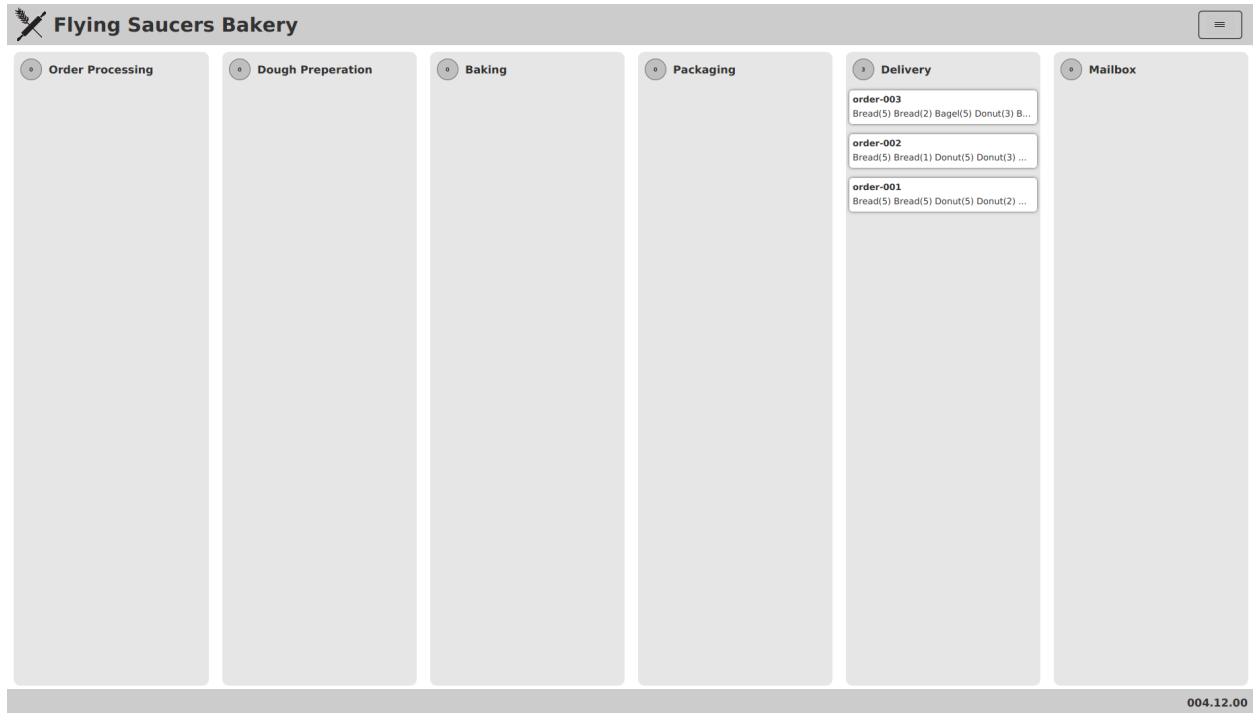 Flying Saucers Bakery
≡
0 Order Processing
0 Dough Preperation
0 Baking
0 Packaging
3 Delivery
order-003
Bread(5) Bread(2) Bagel(5) Donut(3) B...
order-002
Bread(5) Bread(1) Donut(5) Donut(3) ...
order-001
Bread(5) Bread(5) Donut(5) Donut(2) ...
0 Mailbox
004.12.00